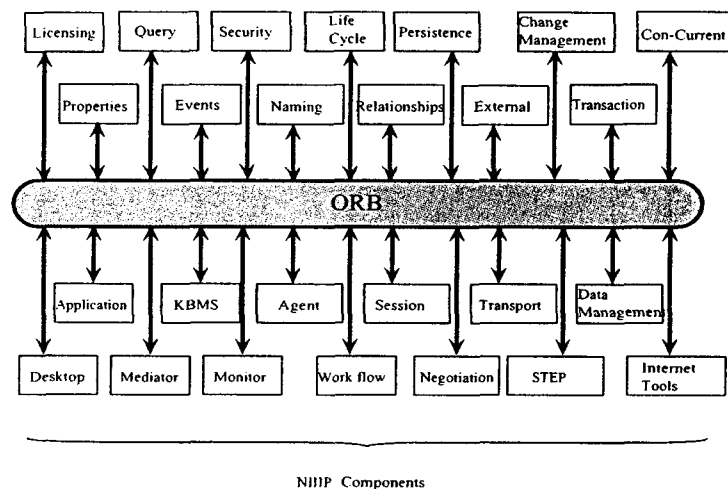 Licensing
Query
Security
Life
Cycle
Persistence
Change
Management
Con-Current
Properties
Events
Naming
Relationships
External
Transaction
ORB
Application
KBMS
Agent
Session
Transport
Data
Management
Desktop
Mediator
Monitor
Work flow
Negotiation
STEP
Internet
Tools
NIIIP Components